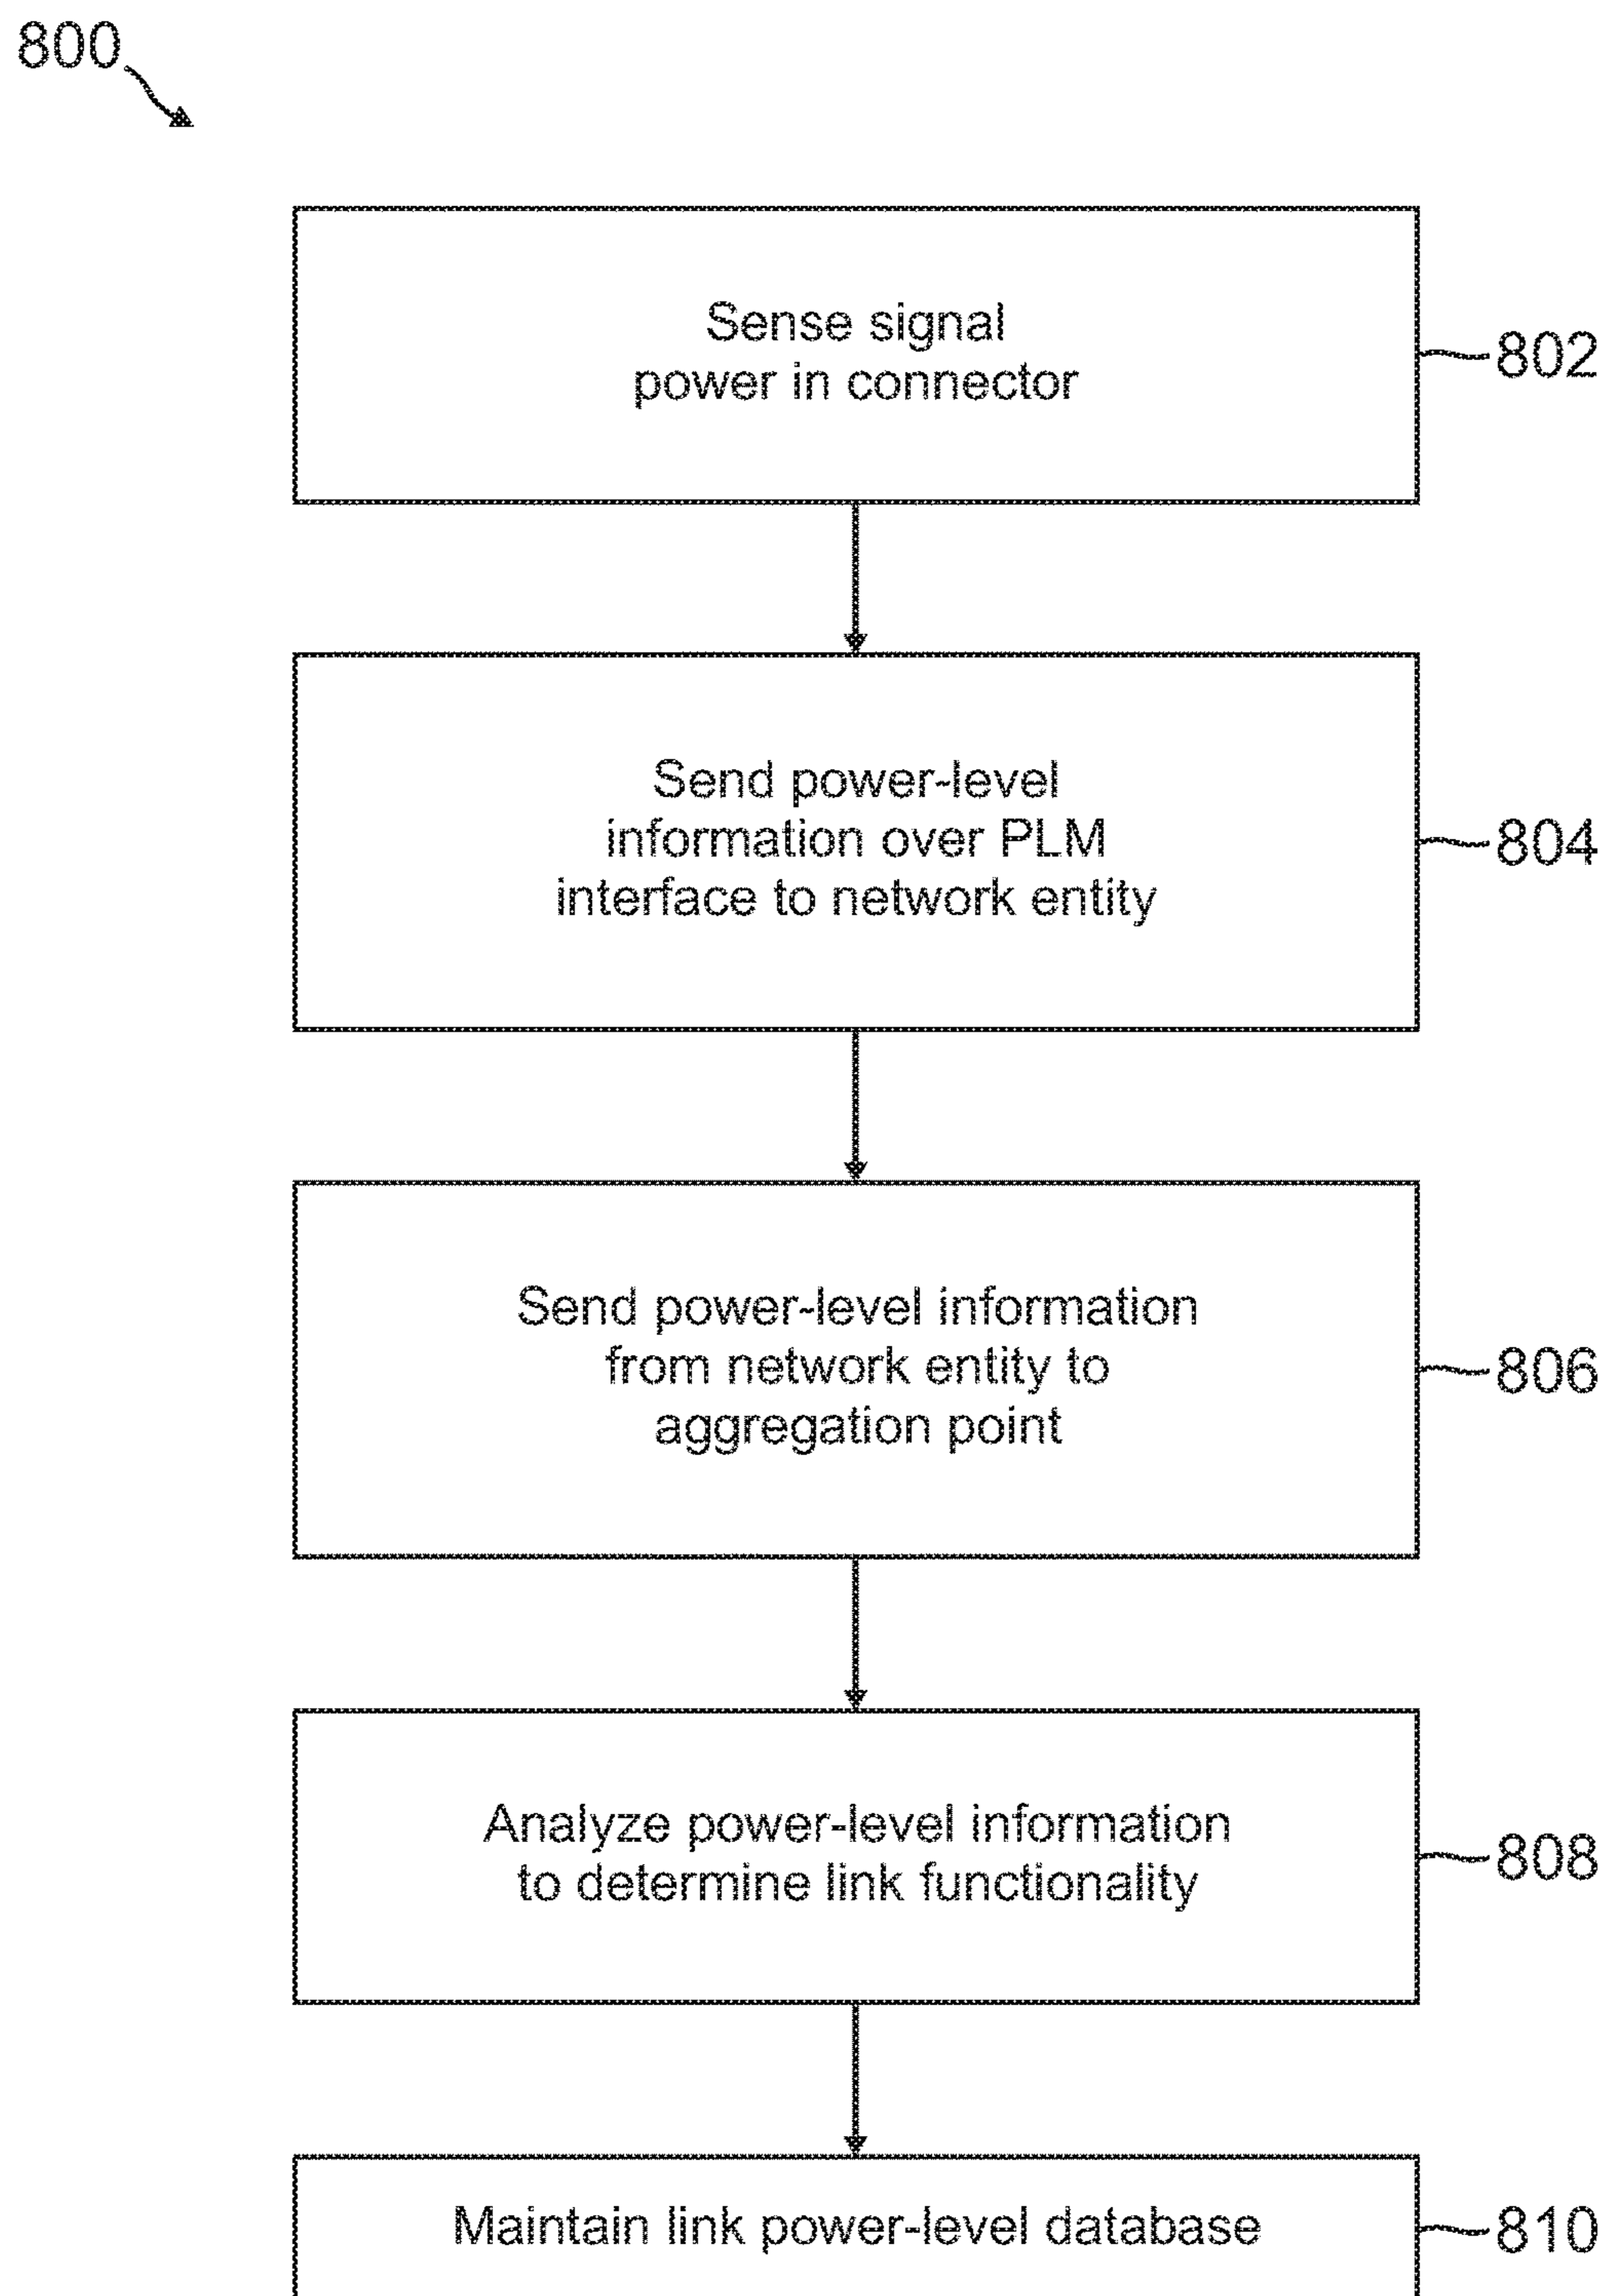 800
Sense signal
power in connector
802
Send power-level
information over PLM
interface to network entity
804
Send power-level information
from network entity to
aggregation point
806
Analyze power-level information
to determine link functionality
808
Maintain link power-level database
810